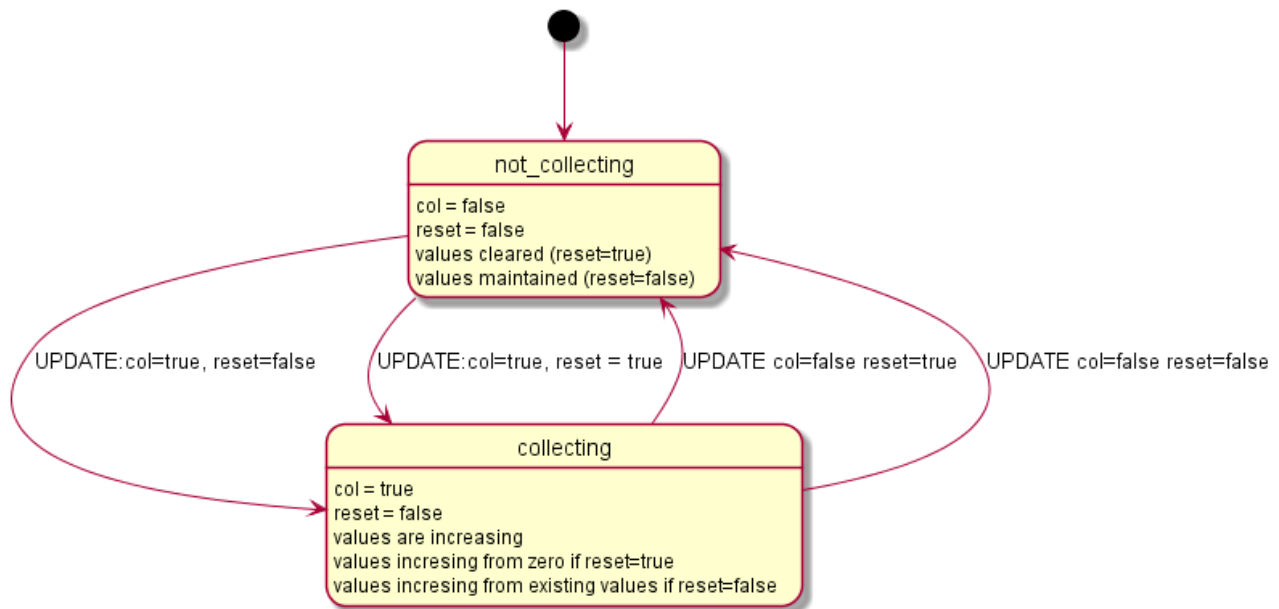 not_collecting
col = false
reset = false
values cleared (reset=true)
values maintained (reset=false)
UPDATE:col=true, reset=false
UPDATE:col=true, reset = true
UPDATE col=false reset=true
UPDATE col=false reset=false
collecting
col = true
reset = false
values are increasing
values incresing from zero if reset=true
values incresing from existing values if reset=false